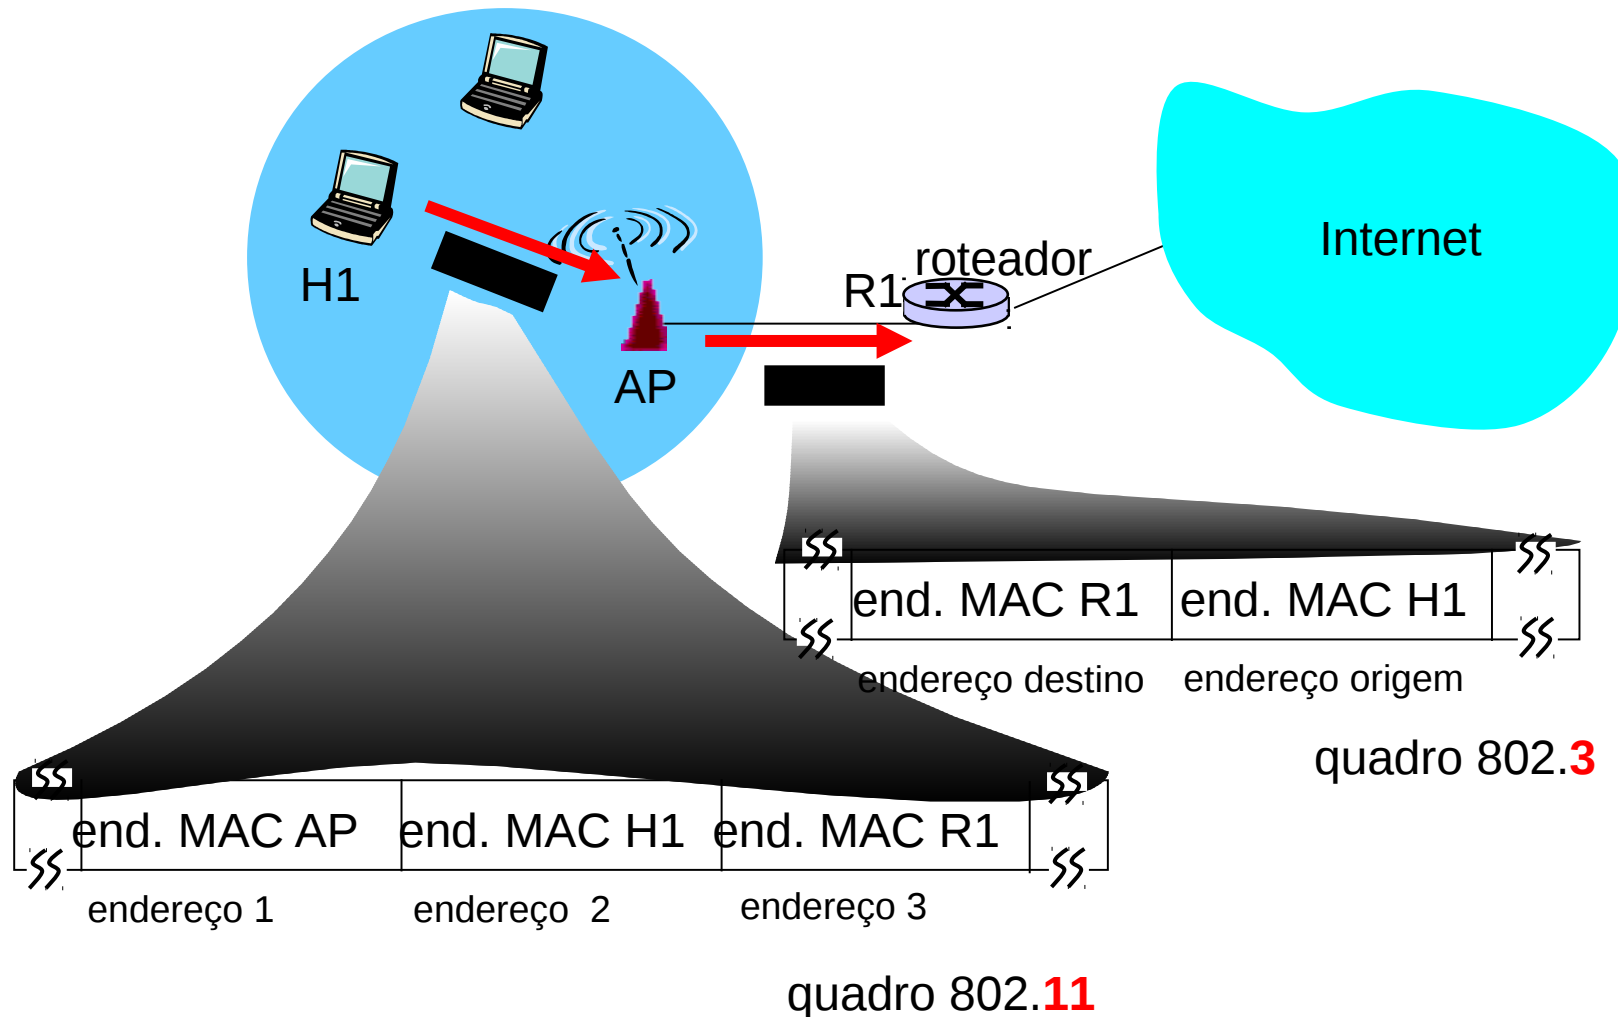 Internet
roteador
R1
H1
AP
end. MAC R1 end. MAC H1
endereço destino endereço origem
quadro 802.3
end. MAC AP end. MAC H1 end. MAC R1
endereço 1 endereço 2 endereço 3
quadro 802.11